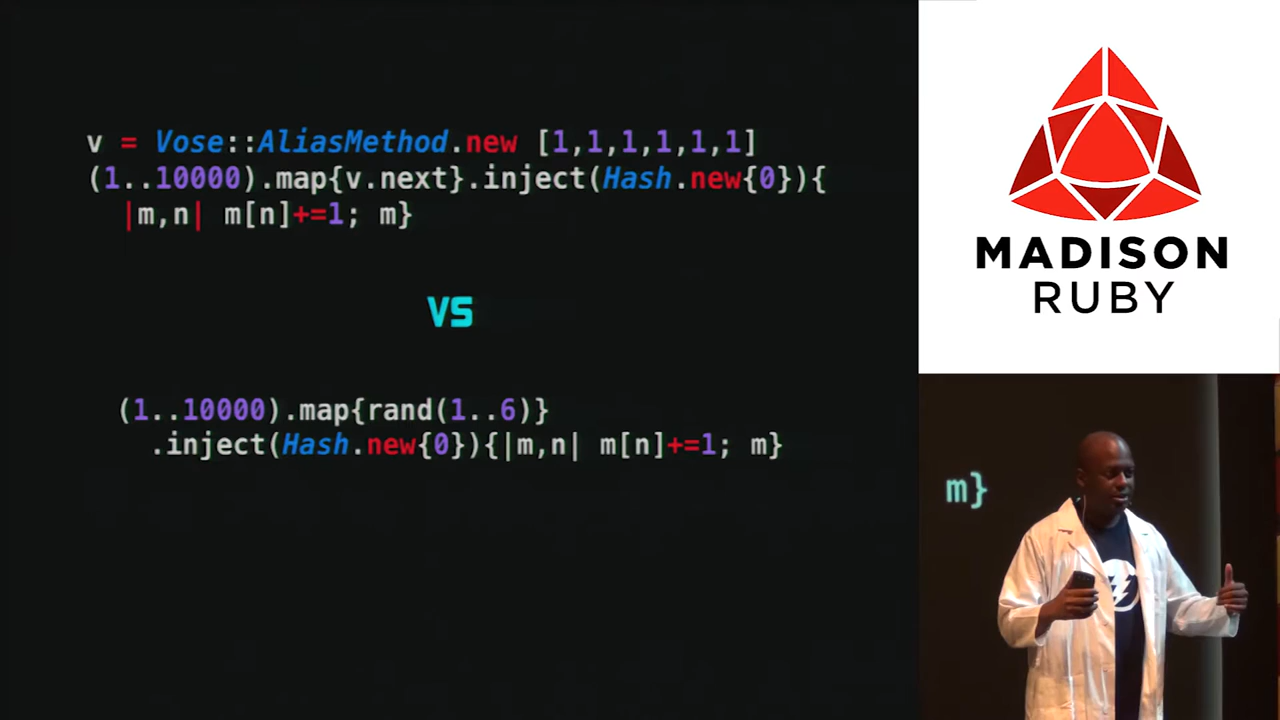 v = Vose::AliasMethod.new [1,1,1,1,1,1]
(1..10000).map{v.next}.inject(Hash.new{0}){
|m,n| m[n]+=1; m}
VS
(1..10000).map{rand(1..6)}
.inject(Hash.new{0}){|m,n| m[n]+=1; m}
MADISON
RUBY
m}